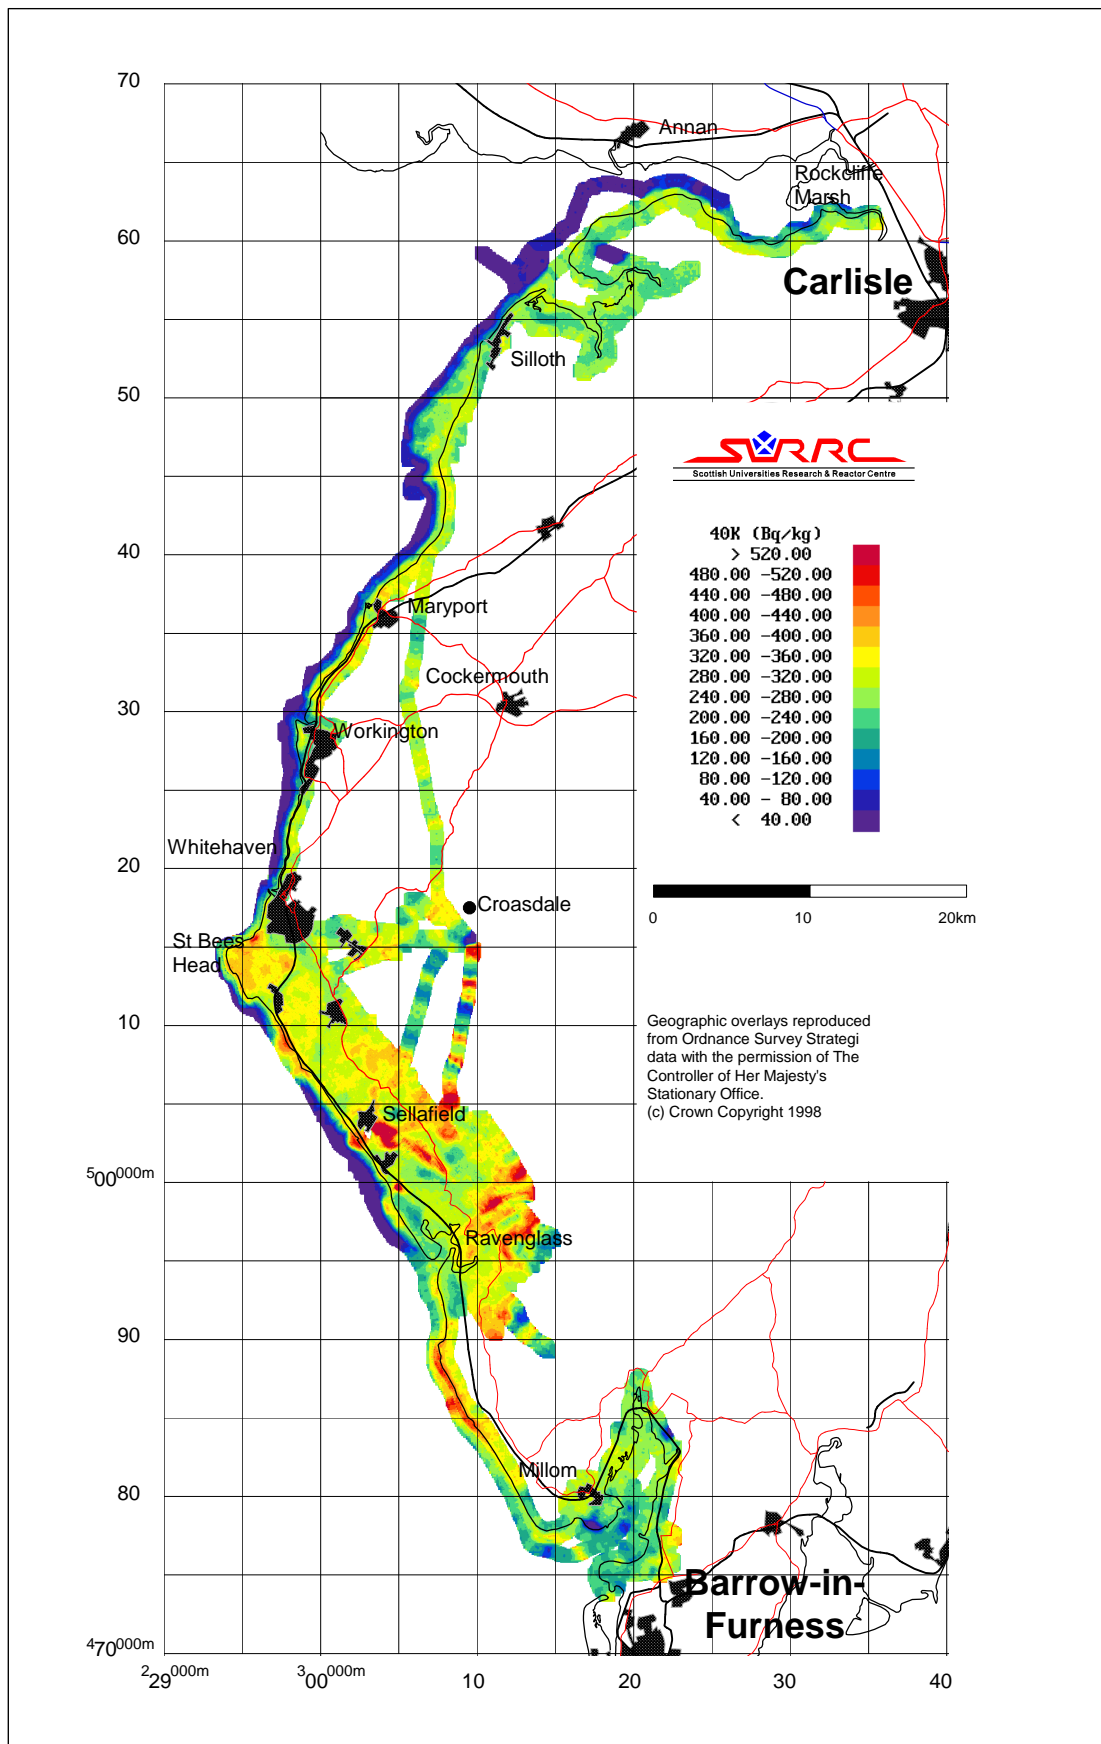 70
Annan
Rockcliffe
Marsh
60
Carlisle
Silloth
50
SURRC
Scottish Universities Research & Reactor Centre
40K (Bq/kg)
> 520.00
480.00 -520.00
440.00 -480.00
400.00 -440.00
360.00 -400.00
320.00 -360.00
280.00 -320.00
240.00 -280.00
200.00 -240.00
160.00 -200.00
120.00 -160.00
80.00 -120.00
40.00 - 80.00
< 40.00
40
Maryport
Cockermouth
30
Workington
Whitehaven
20
Croasdale
0 10 20km
St Bees
Head
10
Geographic overlays reproduced
from Ordnance Survey Strategi
data with the permission of The
Controller of Her Majesty's
Stationary Office.
(c) Crown Copyright 1998
Sellafield
500000m
Ravenglass
90
Millom
80
Barrow-in-
Furness
470000m
290000m 300000m 10 20 30 40